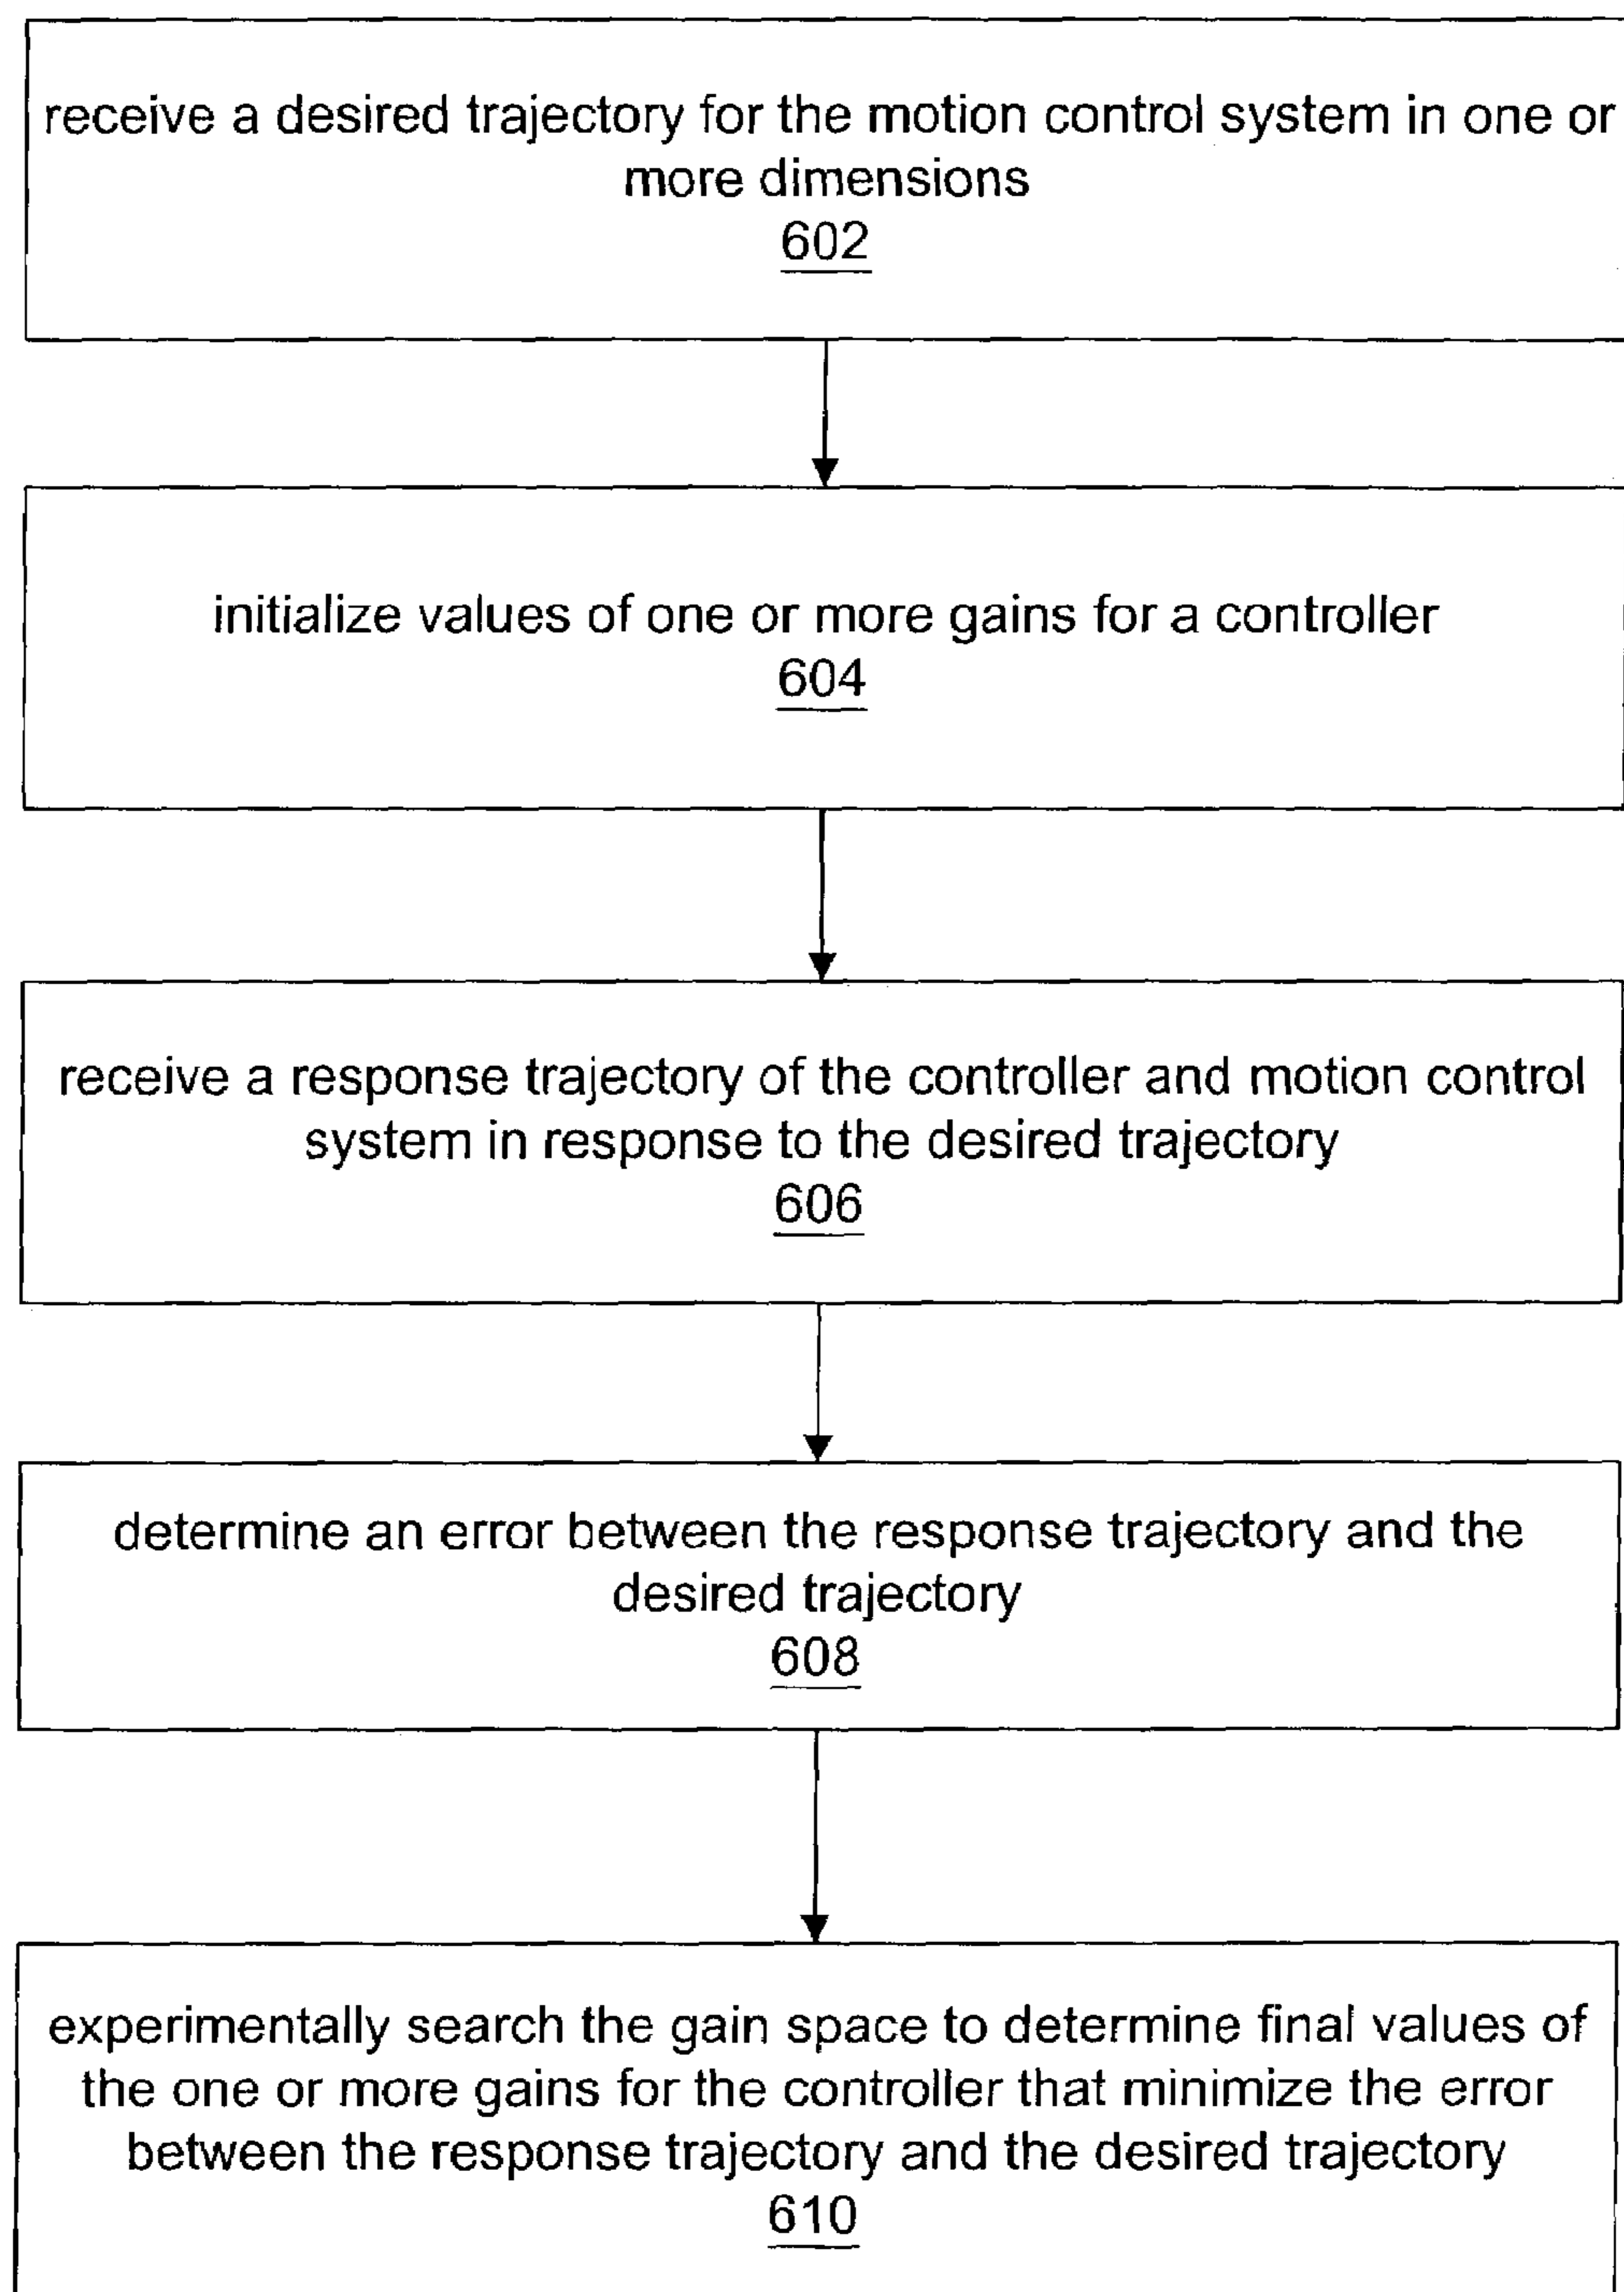 receive a desired trajectory for the motion control system in one or
more dimensions
602
initialize values of one or more gains for a controller
604
receive a response trajectory of the controller and motion control
system in response to the desired trajectory
606
determine an error between the response trajectory and the
desired trajectory
608
experimentally search the gain space to determine final values of
the one or more gains for the controller that minimize the error
between the response trajectory and the desired trajectory
610